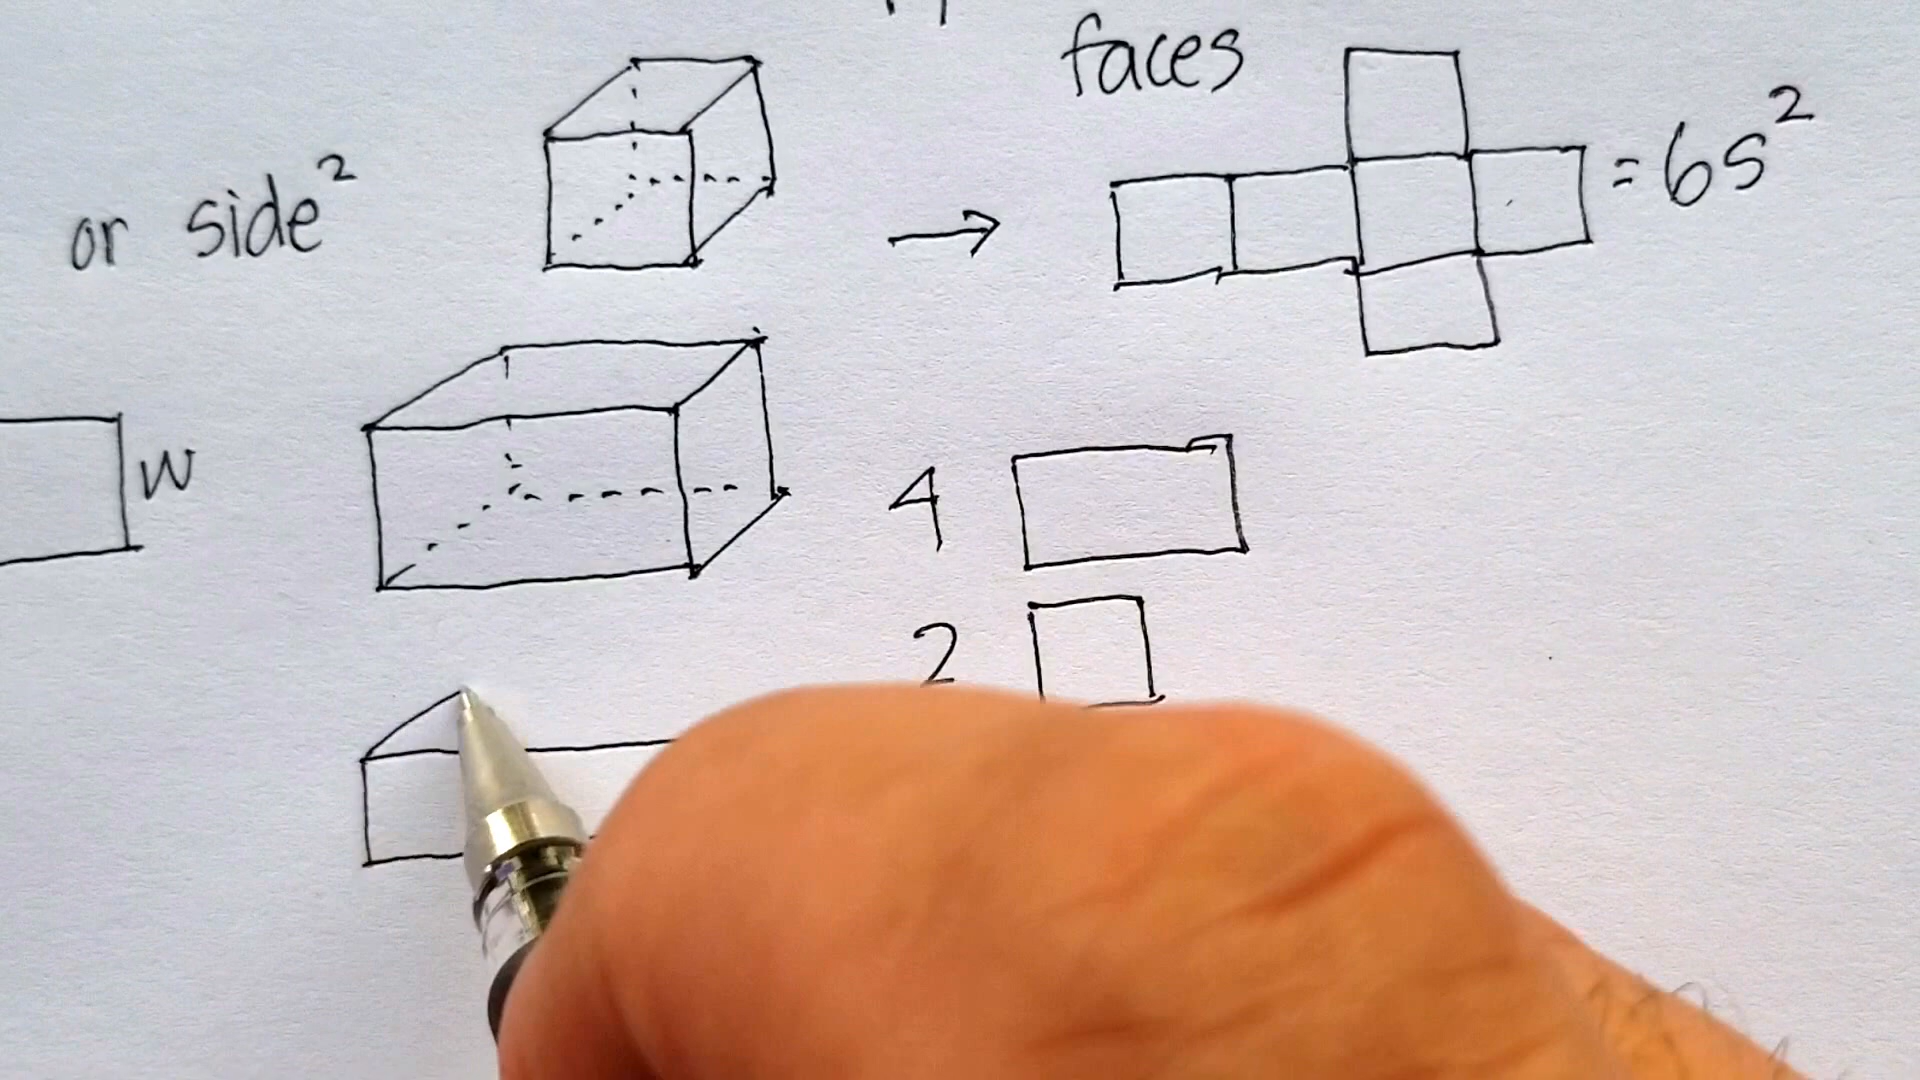 faces
or side²
= 6s²
w
4
2